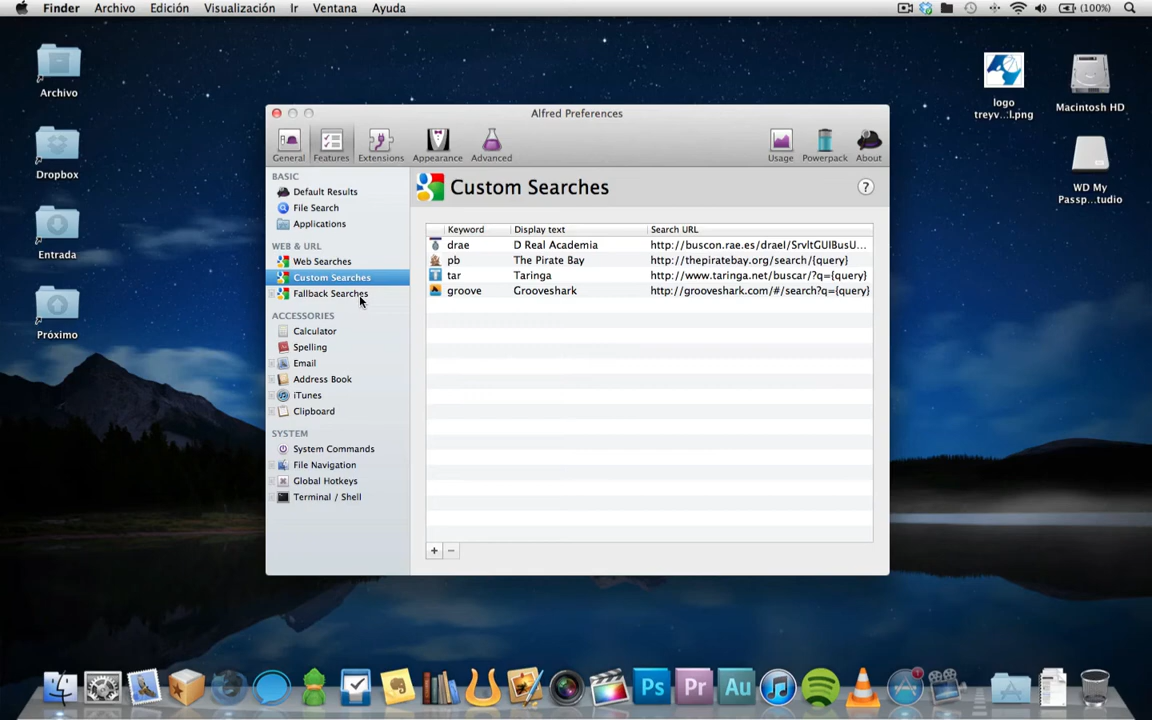 Finder Archivo Edición Visualización Ir Ventana Ayuda (100%)
Alfred Preferences
General Features Extensions Appearance Advanced Usage Powerpack About
BASIC
Default Results
File Search
Applications
WEB & URL
Web Searches
Custom Searches
Fallback Searches
ACCESSORIES
Calculator
Spelling
Email
Address Book
iTunes
Clipboard
SYSTEM
System Commands
File Navigation
Global Hotkeys
Terminal / Shell
Custom Searches ?
Keyword Display text Search URL
drae D Real Academia http://buscon.rae.es/draeI/SrvltGUIBusU...
pb The Pirate Bay http://thepiratebay.org/search/{query}
tar Taringa http://www.taringa.net/buscar/?q={query}
groove Grooveshark http://grooveshark.com/#/search?q={query}
+ −
Archivo
Dropbox
Entrada
Próximo
logo
treyv...l.png
Macintosh HD
WD My
Passp...tudio
Ps Pr Au